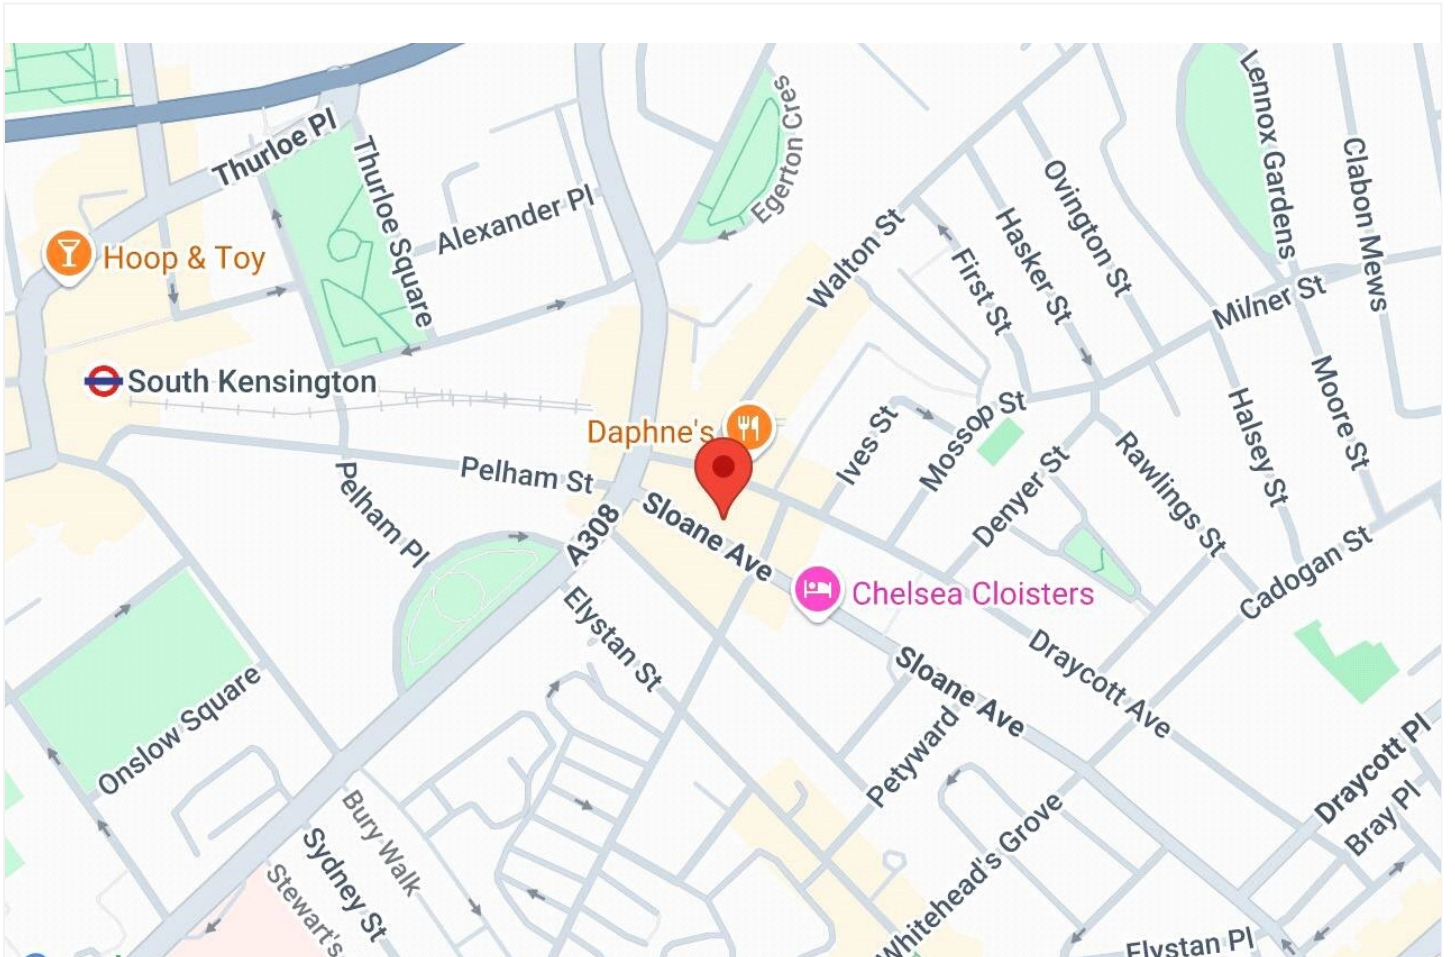 Thurloe Pl
Thurloe Square
Alexander Pl
Egerton Cres
Lennox Gardens
Clabon Mews
Ovington St
Hasker St
First St
Walton St
Milner St
Hoop & Toy
South Kensington
Daphne's
Moore St
Halsey St
Ives St
Mossop St
Denyer St
Rawlings St
Pelham St
Pelham Pl
A308
Sloane Ave
Cadogan St
Chelsea Cloisters
Elystan St
Draycott Ave
Sloane Ave
Onslow Square
Petyward
Draycott Pl
Bray Pl
Bury Walk
Sydney St
Stewart's
Whitehead's Grove
Elystan Pl